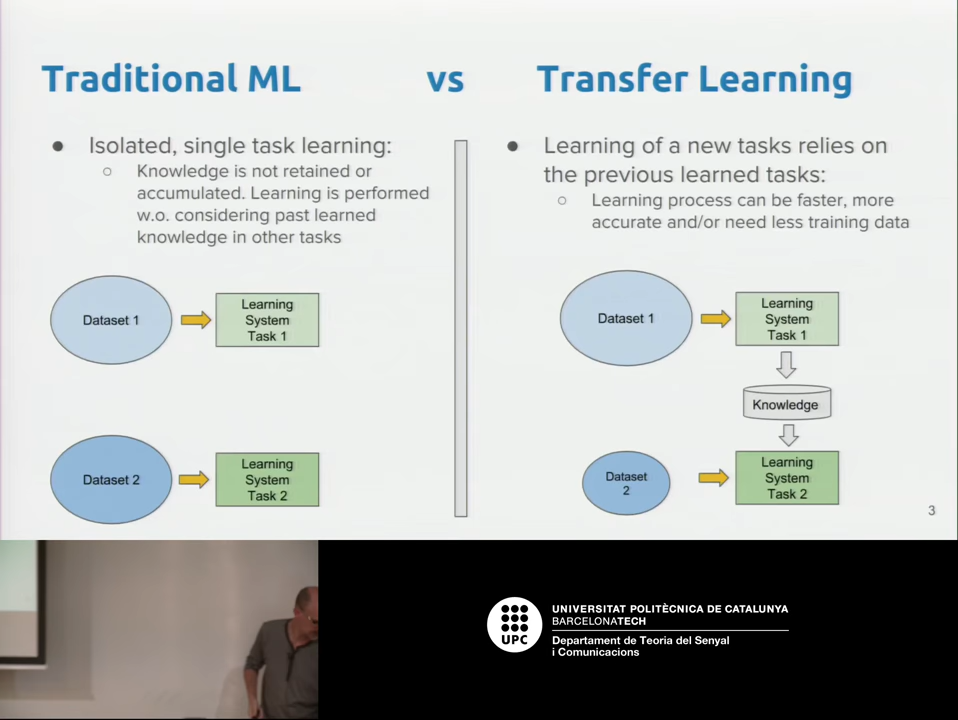 Traditional ML vs Transfer Learning
● Isolated, single task learning:
○ Knowledge is not retained or
accumulated. Learning is performed
w.o. considering past learned
knowledge in other tasks
Dataset 1
Learning
System
Task 1
Dataset 2
Learning
System
Task 2
● Learning of a new tasks relies on
the previous learned tasks:
○ Learning process can be faster, more
accurate and/or need less training data
Dataset 1
Learning
System
Task 1
Knowledge
Dataset
2
Learning
System
Task 2
3
UPC
UNIVERSITAT POLITÈCNICA DE CATALUNYA
BARCELONATECH
Departament de Teoria del Senyal
i Comunicacions